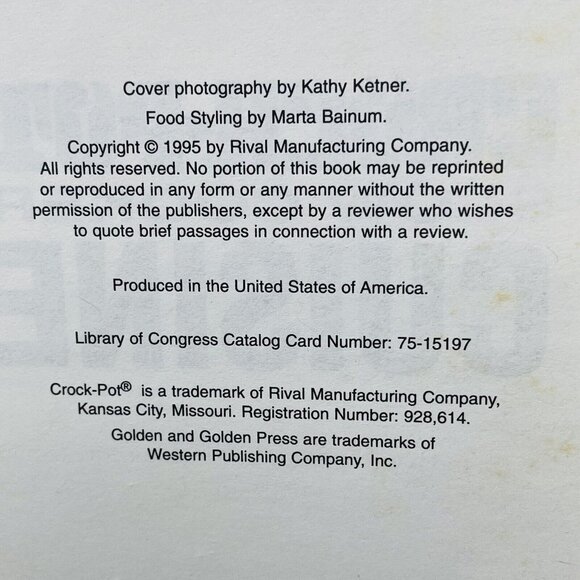 Cover photography by Kathy Ketner.
Food Styling by Marta Bainum.
Copyright © 1995 by Rival Manufacturing Company.
All rights reserved. No portion of this book may be reprinted
or reproduced in any form or any manner without the written
permission of the publishers, except by a reviewer who wishes
to quote brief passages in connection with a review.
Produced in the United States of America.
Library of Congress Catalog Card Number: 75-15197
Crock-Pot® is a trademark of Rival Manufacturing Company,
Kansas City, Missouri. Registration Number: 928,614.
Golden and Golden Press are trademarks of
Western Publishing Company, Inc.